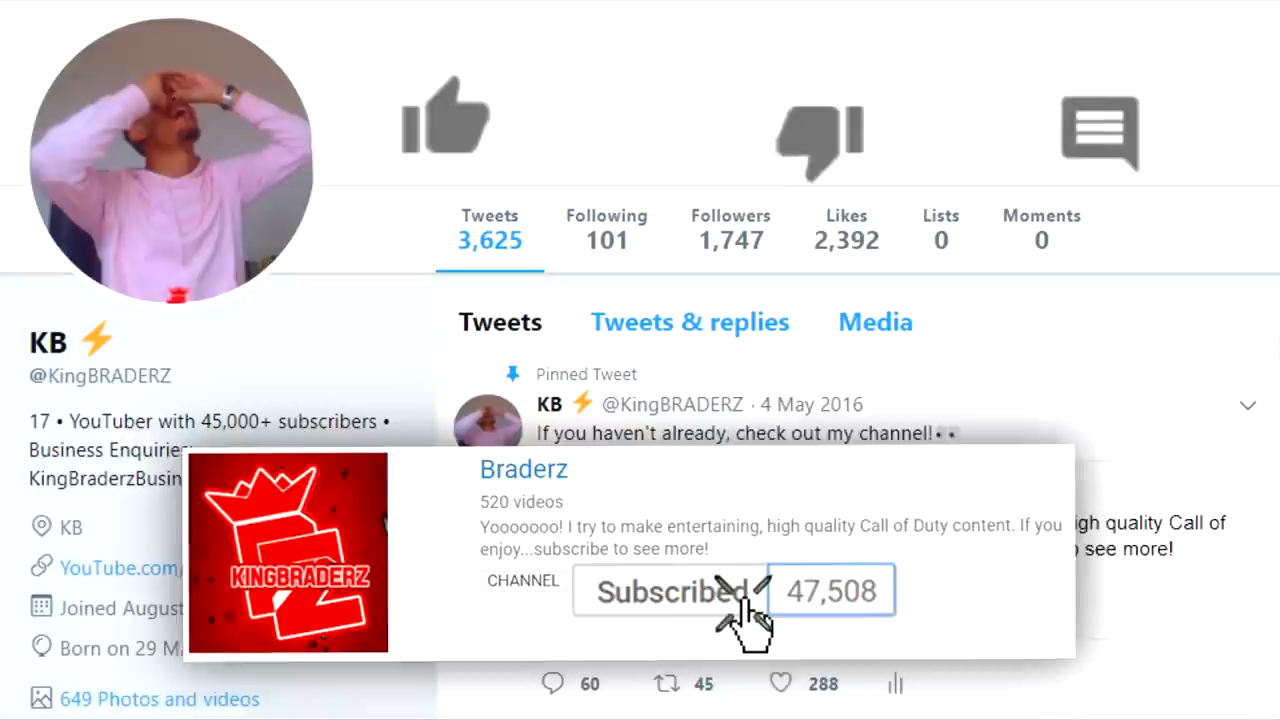 Tweets
3,625
Following
101
Followers
1,747
Likes
2,392
Lists
0
Moments
0
Tweets
Tweets & replies
Media
Pinned Tweet
KB ⚡ @KingBRADERZ · 4 May 2016
If you haven't already, check out my channel!👀
KB ⚡
@KingBRADERZ
17 • YouTuber with 45,000+ subscribers •
Business Enquirie
KingBraderzBusin
KB
YouTube.com/
Joined August
Born on 29 M
649 Photos and videos
KINGBRADERZ
Braderz
520 videos
Yooooooo! I try to make entertaining, high quality Call of Duty content. If you
enjoy...subscribe to see more!
CHANNEL
Subscribed
47,508
igh quality Call of
see more!
60
45
288